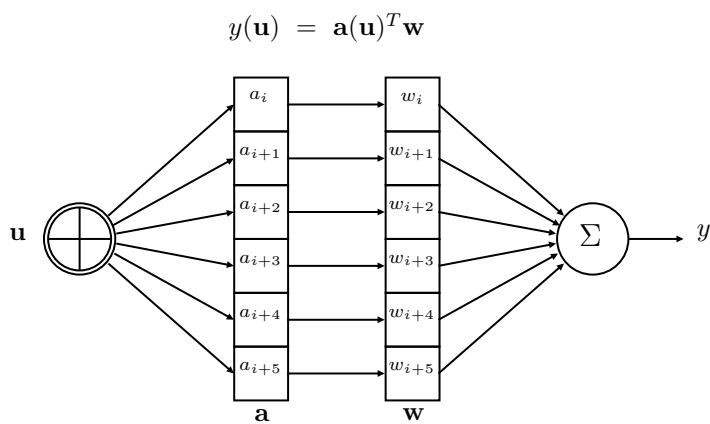 y(u) = a(u)^T w
a_i w_i
a_{i+1} w_{i+1}
a_{i+2} w_{i+2}
u Σ y
a_{i+3} w_{i+3}
a_{i+4} w_{i+4}
a_{i+5} w_{i+5}
a w